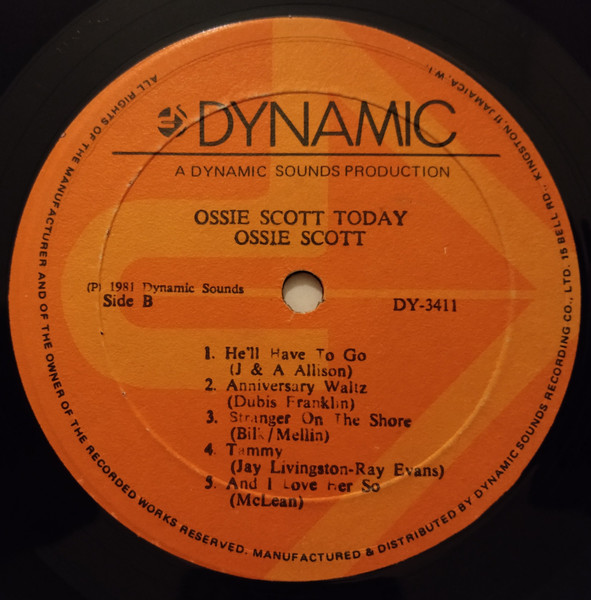 DYNAMIC
A DYNAMIC SOUNDS PRODUCTION
OSSIE SCOTT TODAY
OSSIE SCOTT
(P) 1981 Dynamic Sounds
Side B
DY-3411
1. He'll Have To Go
(J & A Allison)
2. Anniversary Waltz
(Dubis Franklin)
3. Stranger On The Shore
(Bilk/Mellin)
4. Tammy
(Jay Livingston-Ray Evans)
5. And I Love Her So
(McLean)
ALL RIGHTS OF THE MANUFACTURER AND OF THE OWNER OF THE RECORDED WORKS RESERVED. MANUFACTURED & DISTRIBUTED BY DYNAMIC SOUNDS RECORDING CO., LTD. 15 BELL RD., KINGSTON, 11 JAMAICA, W.I.